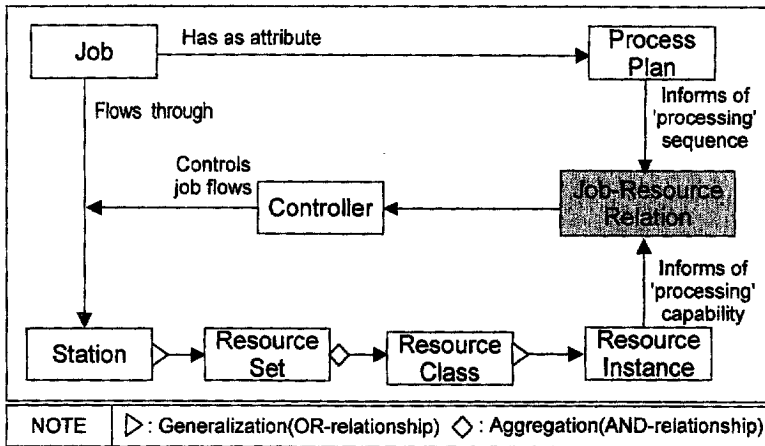 Job
Has as attribute
Process
Plan
Flows through
Informs of
'processing'
sequence
Controls
job flows
Controller
Job-Resource
Relation
Informs of
'processing'
capability
Station
Resource
Set
Resource
Class
Resource
Instance
NOTE
: Generalization(OR-relationship)
: Aggregation(AND-relationship)